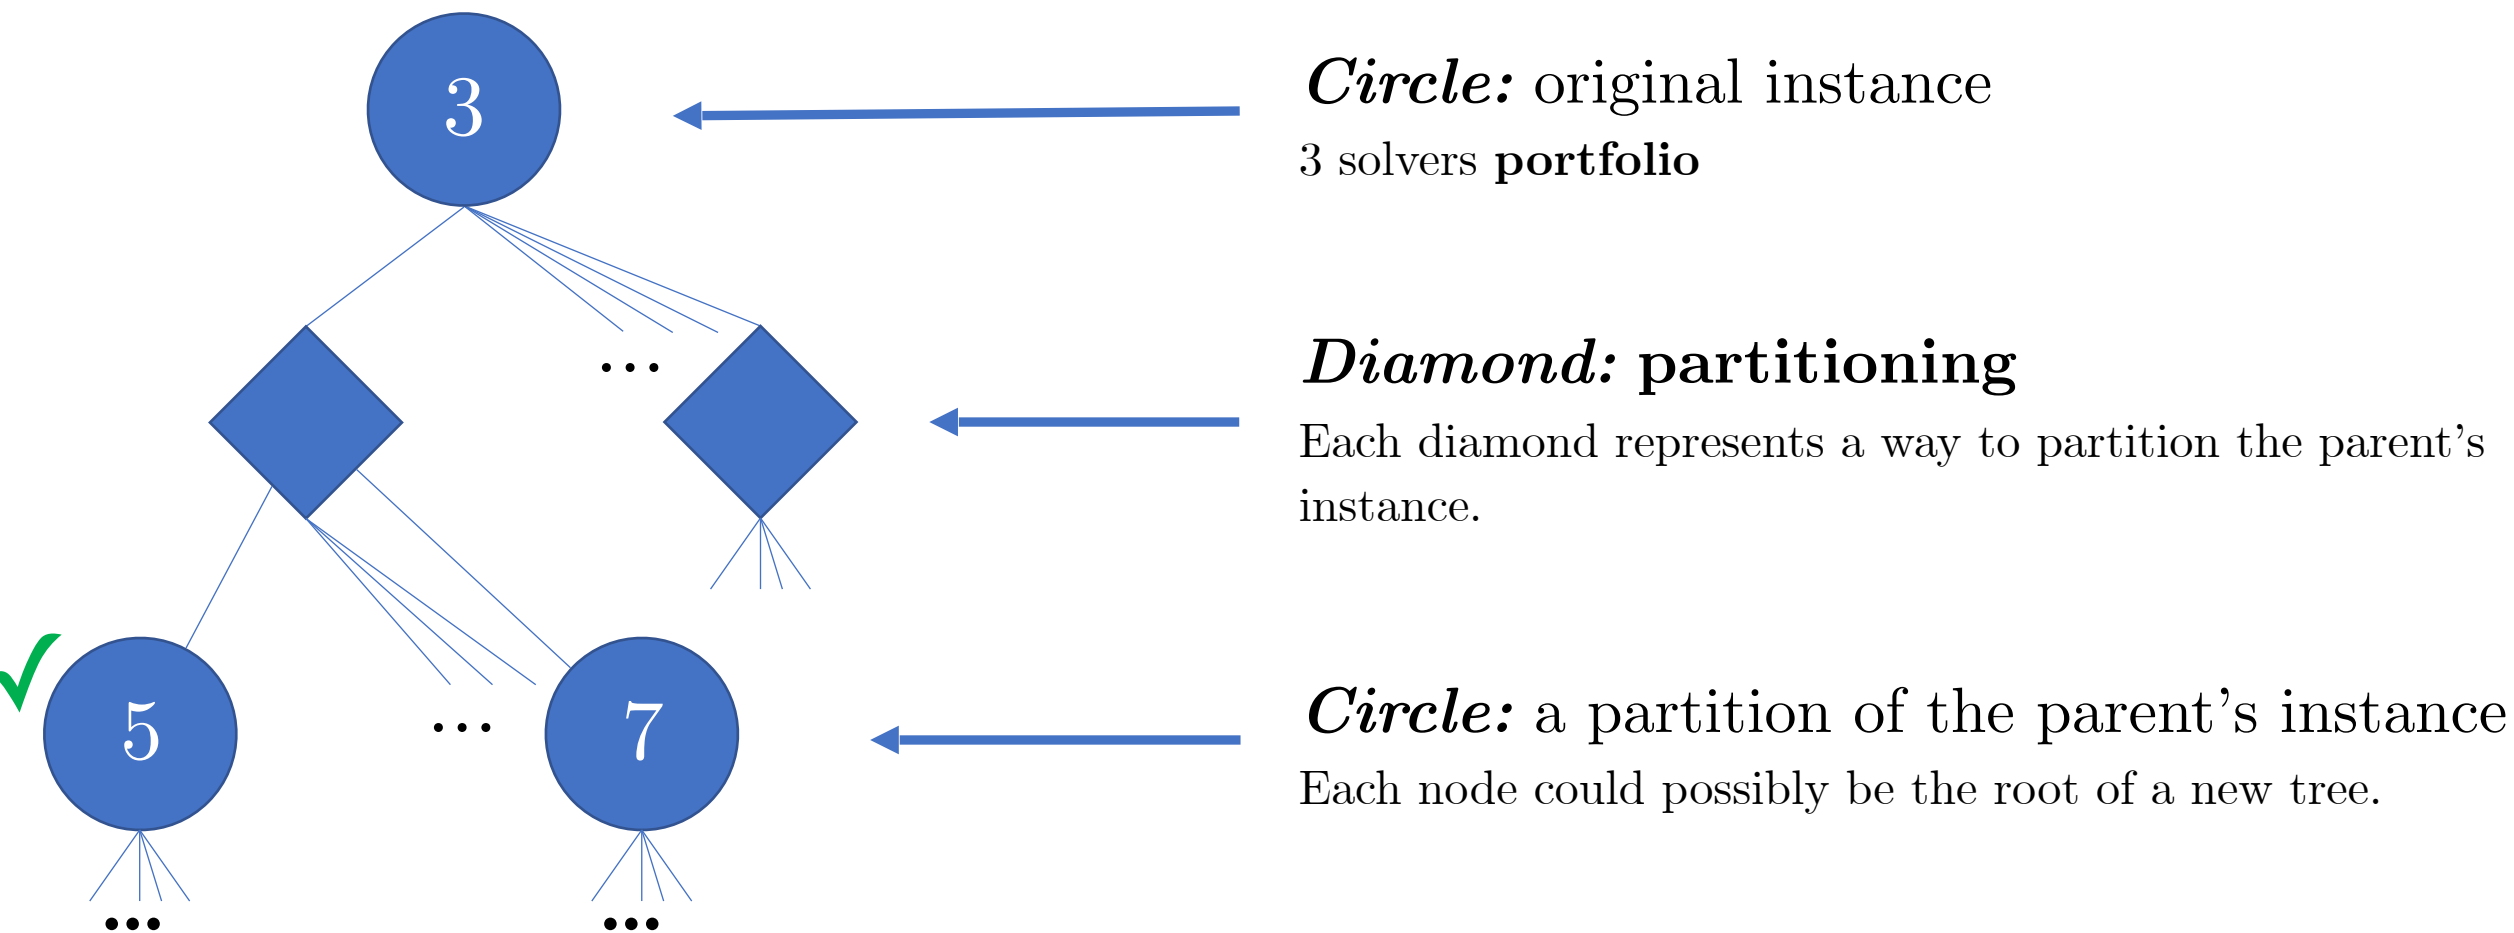 3
Circle: original instance
3 solvers portfolio
...
Diamond: partitioning
Each diamond represents a way to partition the parent's
instance.
5
...
7
Circle: a partition of the parent's instance
Each node could possibly be the root of a new tree.
...
...